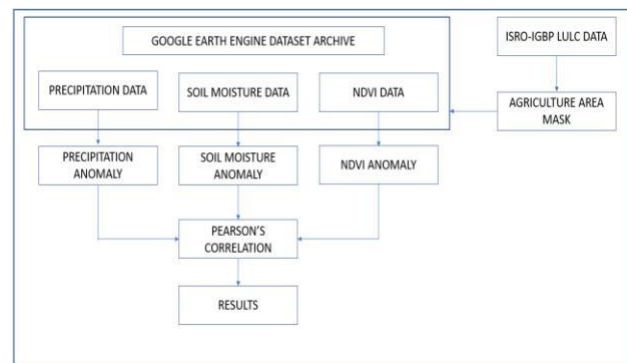 GOOGLE EARTH ENGINE DATASET ARCHIVE
ISRO-IGBP LULC DATA
PRECIPITATION DATA
SOIL MOISTURE DATA
NDVI DATA
AGRICULTURE AREA
MASK
PRECIPITATION
ANOMALY
SOIL MOISTURE
ANOMALY
NDVI ANOMALY
PEARSON'S
CORRELATION
RESULTS